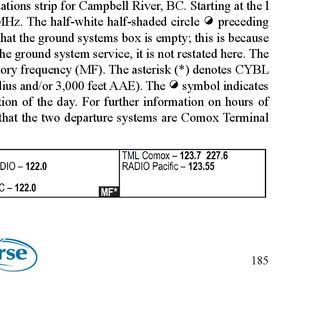 ations strip for Campbell River, BC. Starting at the l
MHz. The half-white half-shaded circle preceding
hat the ground systems box is empty; this is because
he ground system service, it is not restated here. The
ory frequency (MF). The asterisk (*) denotes CYBL
dius and/or 3,000 feet AAE). The symbol indicates
tion of the day. For further information on hours of
that the two departure systems are Comox Terminal
TML Comox – 123.7 227.6
DIO – 122.0
RADIO Pacific – 123.55
C – 122.0
MF*
rse
185